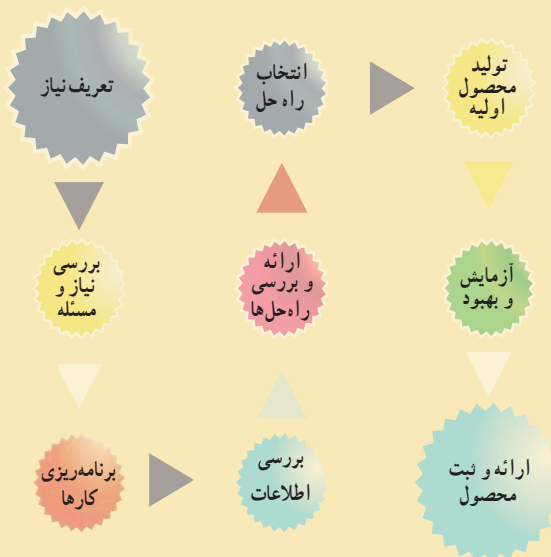 تعریف نیاز
بررسی
نیاز و
مسئله
برنامه‌ریزی
کارها
بررسی
اطلاعات
ارائه
و بررسی
راه‌حل‌ها
انتخاب
راه حل
تولید
محصول
اولیه
آزمایش
و بهبود
ارائه و ثبت
محصول